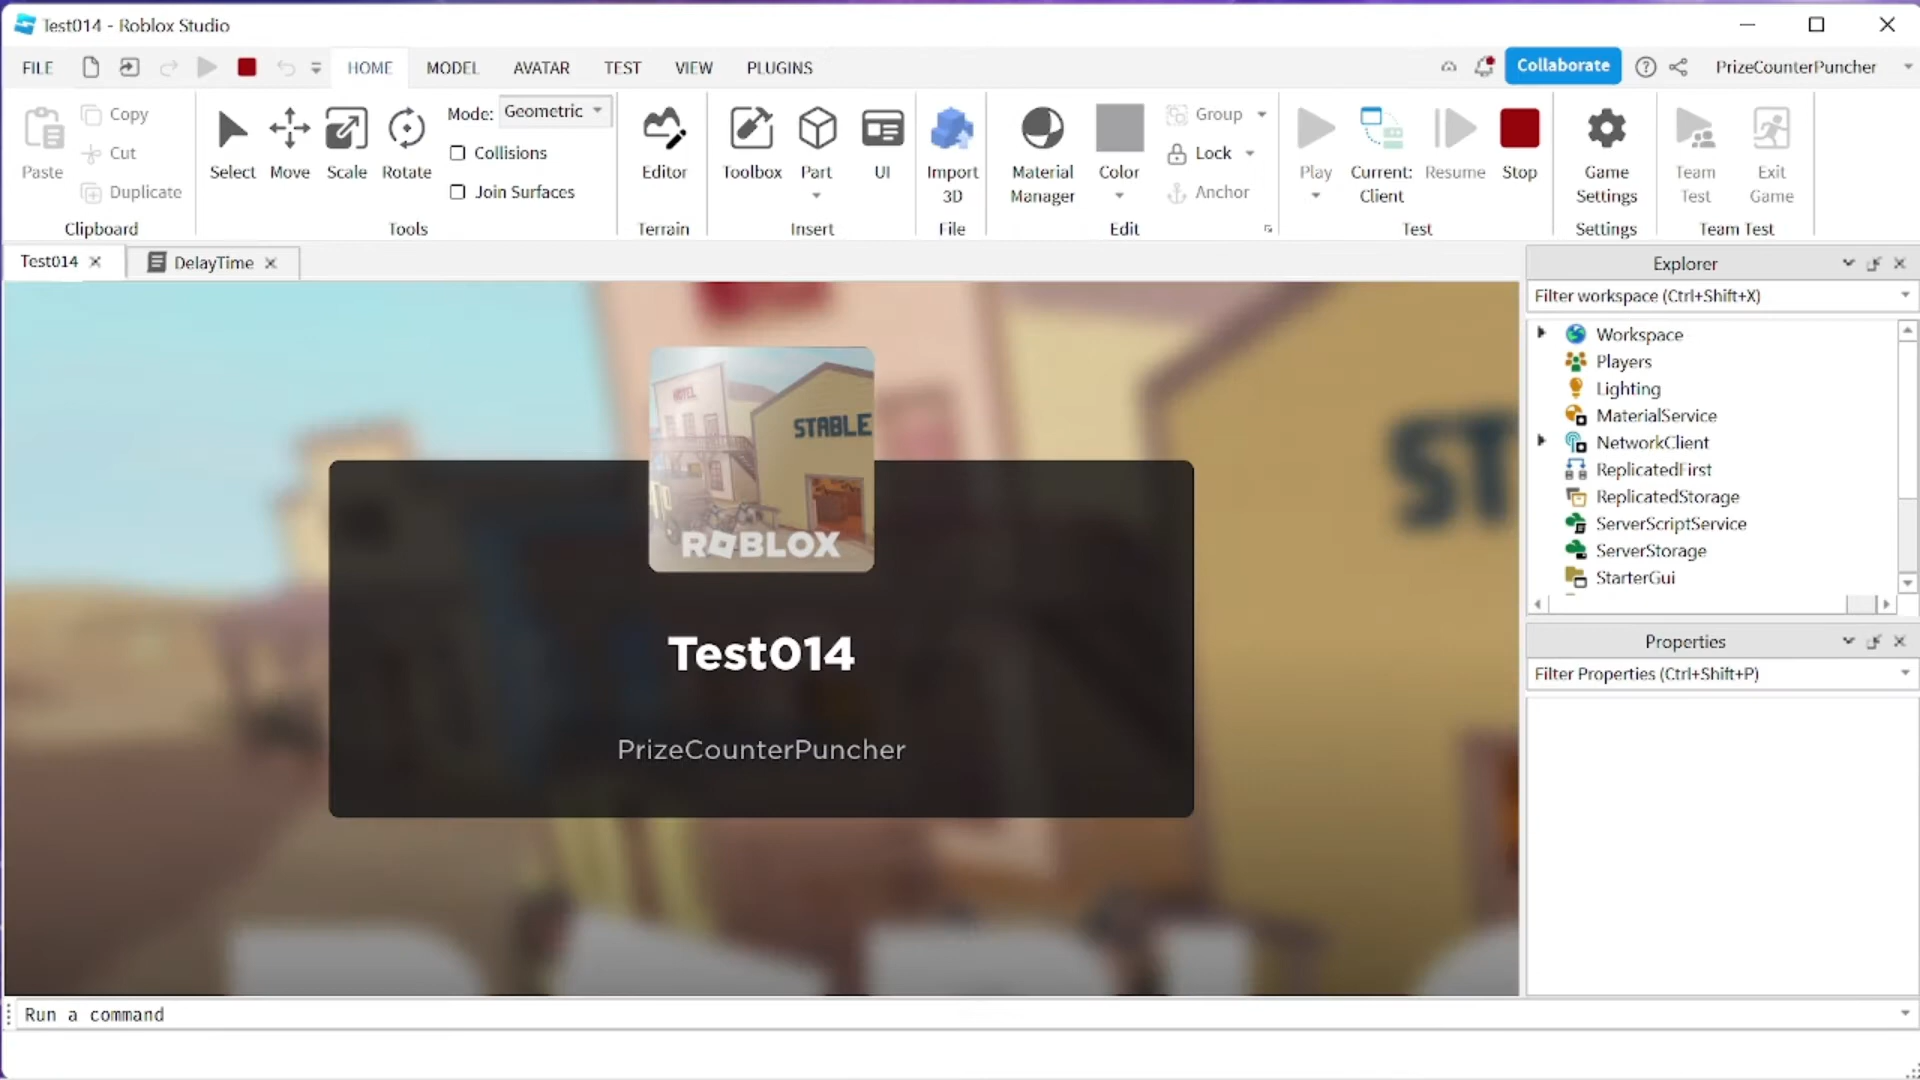 Test014 - Roblox Studio
FILE HOME MODEL AVATAR TEST VIEW PLUGINS Collaborate PrizeCounterPuncher
Paste Copy Cut Duplicate
Clipboard
Select Move Scale Rotate
Mode: Geometric
Collisions
Join Surfaces
Tools
Editor
Terrain
Toolbox Part UI
Insert
Import 3D
File
Material Manager
Color
Group
Lock
Anchor
Edit
Play
Current: Client
Resume
Stop
Test
Game Settings
Settings
Team Test
Exit Game
Team Test
Test014 DelayTime
HOTEL
STABLE
ROBLOX
ST
Test014
PrizeCounterPuncher
Explorer
Filter workspace (Ctrl+Shift+X)
Workspace
Players
Lighting
MaterialService
NetworkClient
ReplicatedFirst
ReplicatedStorage
ServerScriptService
ServerStorage
StarterGui
Properties
Filter Properties (Ctrl+Shift+P)
Run a command